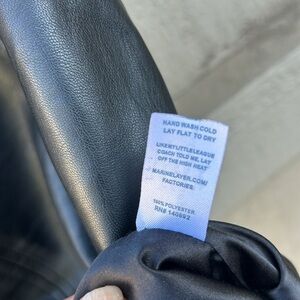 HAND WASH COLD
LAY FLAT TO DRY
LIKE MY LITTLE LEAGUE
COACH TOLD ME, LAY
OFF THE HIGH HEAT
MARINELAYER.COM/
FACTORIES
100% POLYESTER
RN# 140692